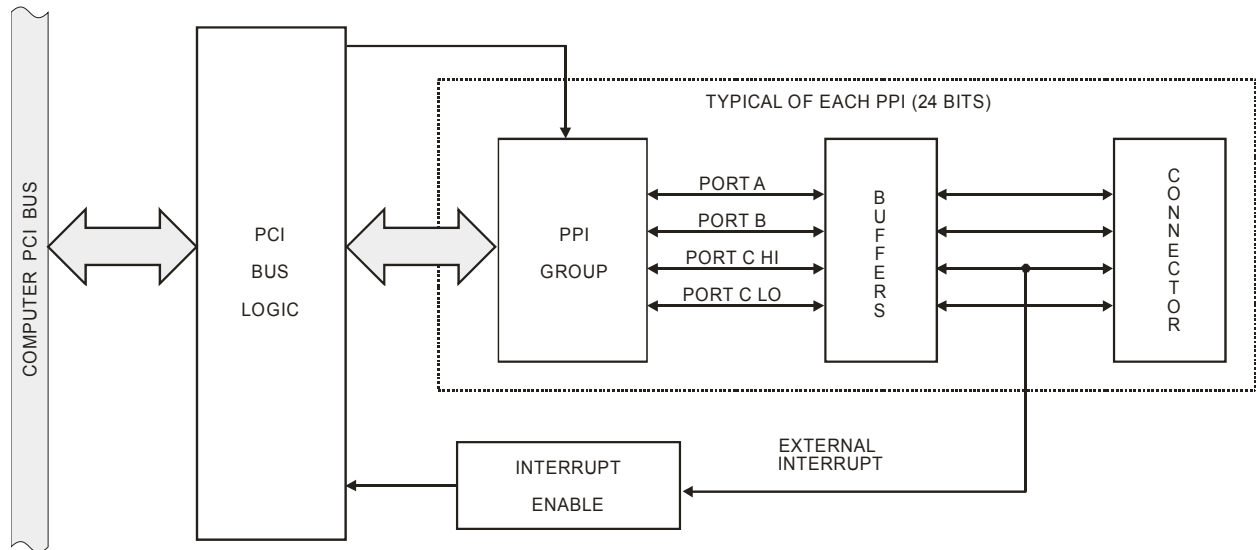 COMPUTER PCI BUS
PCI
BUS
LOGIC
TYPICAL OF EACH PPI (24 BITS)
PPI
GROUP
PORT A
PORT B
PORT C HI
PORT C LO
BUFFERS
CONNECTOR
INTERRUPT
ENABLE
EXTERNAL
INTERRUPT